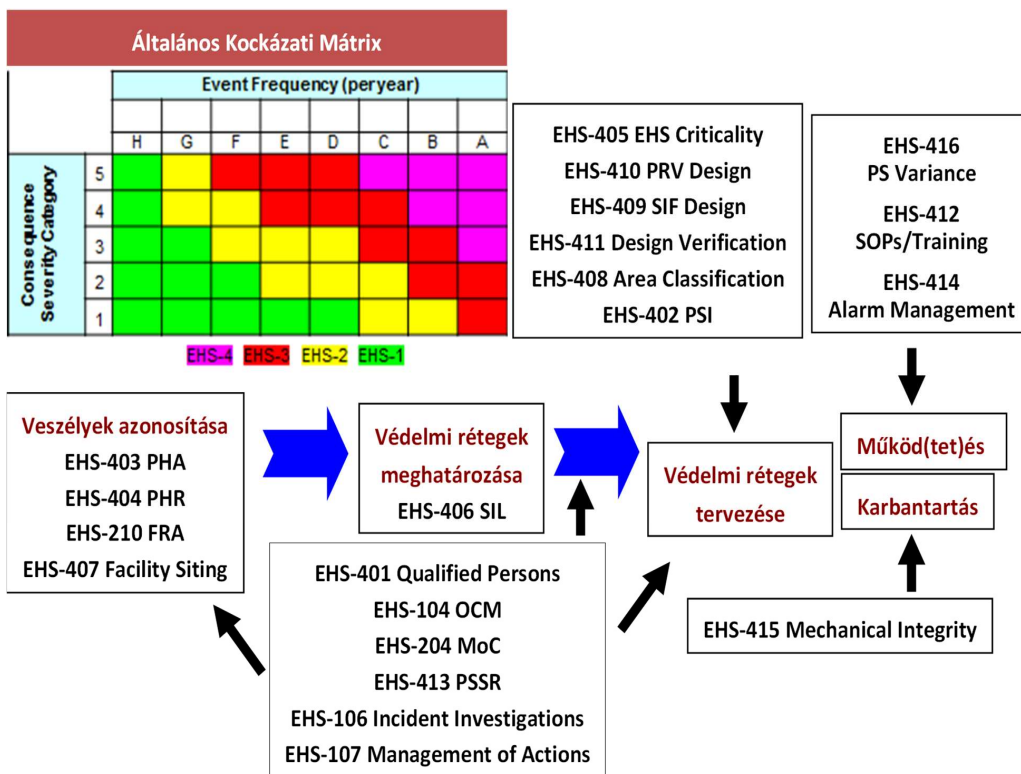 Általános Kockázati Mátrix
Event Frequency (per year)
H G F E D C B A
Consequence
Severity Category
5
4
3
2
1
EHS-4 EHS-3 EHS-2 EHS-1
EHS-405 EHS Criticality
EHS-410 PRV Design
EHS-409 SIF Design
EHS-411 Design Verification
EHS-408 Area Classification
EHS-402 PSI
EHS-416
PS Variance
EHS-412
SOPs/Training
EHS-414
Alarm Management
Veszélyek azonosítása
EHS-403 PHA
EHS-404 PHR
EHS-210 FRA
EHS-407 Facility Siting
Védelmi rétegek
meghatározása
EHS-406 SIL
Védelmi rétegek
tervezése
Működ(tet)és
Karbantartás
EHS-401 Qualified Persons
EHS-104 OCM
EHS-204 MoC
EHS-413 PSSR
EHS-106 Incident Investigations
EHS-107 Management of Actions
EHS-415 Mechanical Integrity